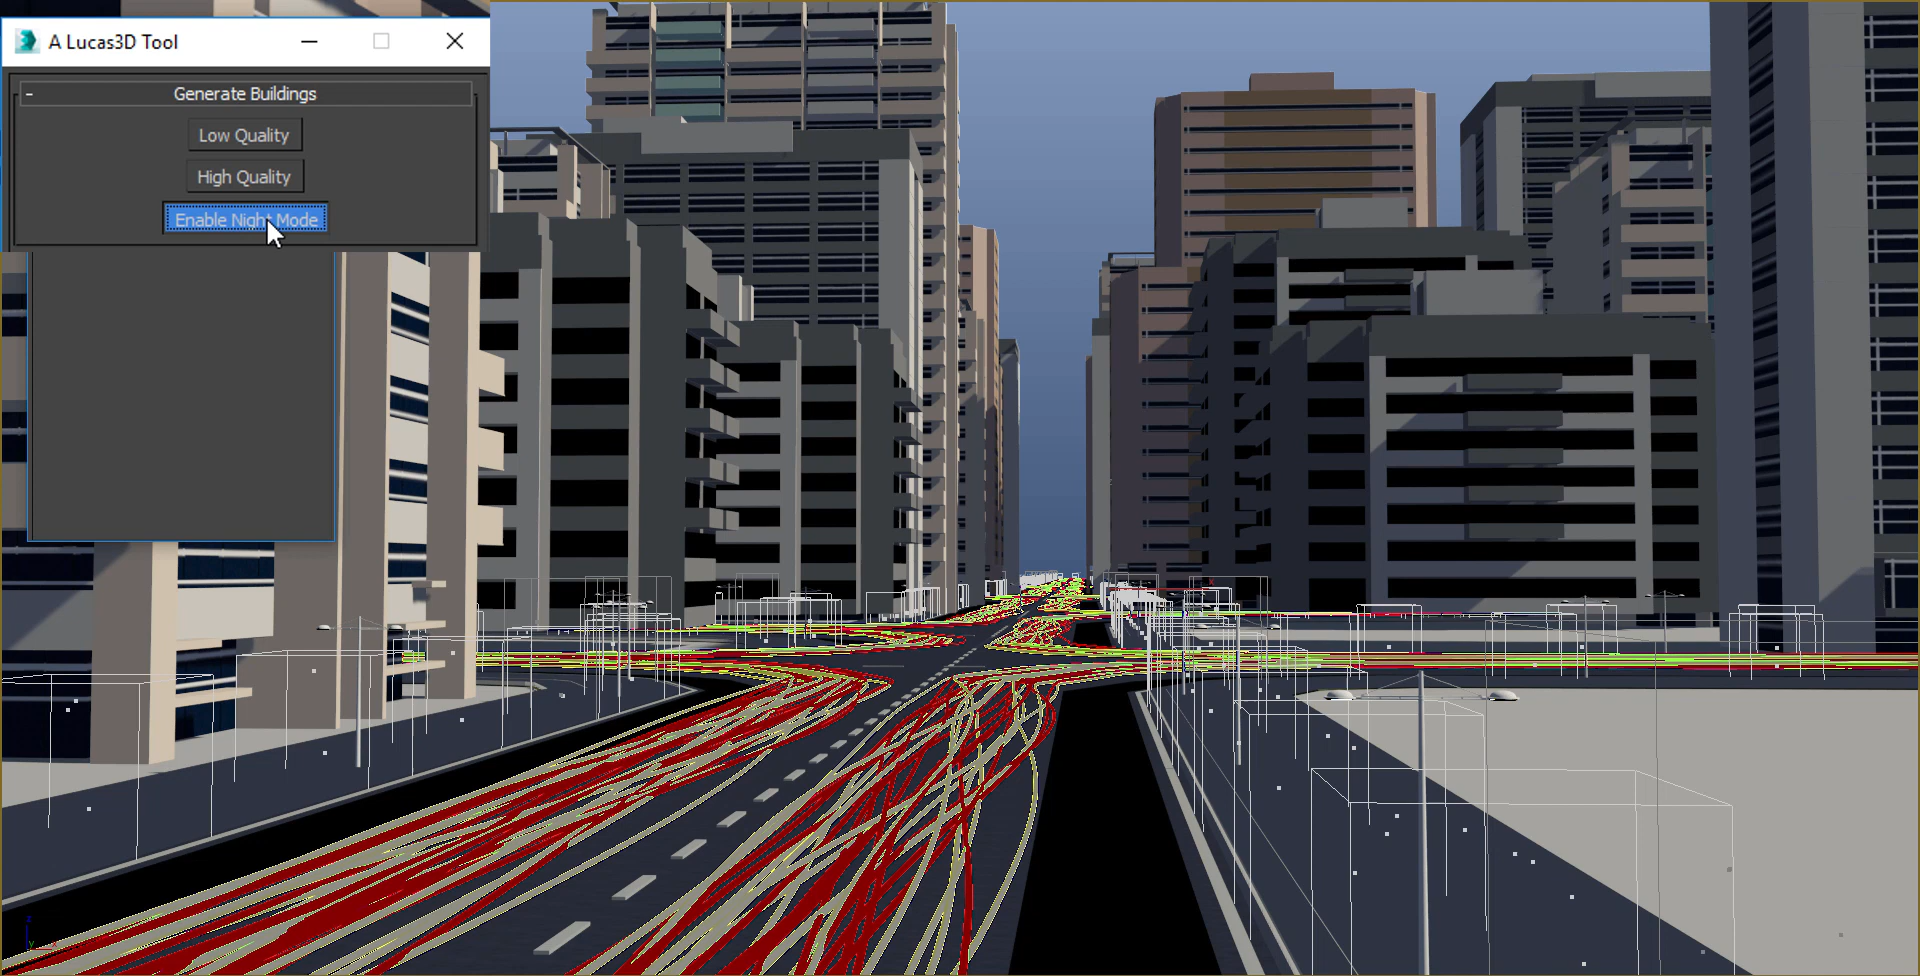 A Lucas3D Tool
- Generate Buildings
Low Quality
High Quality
Enable Night Mode